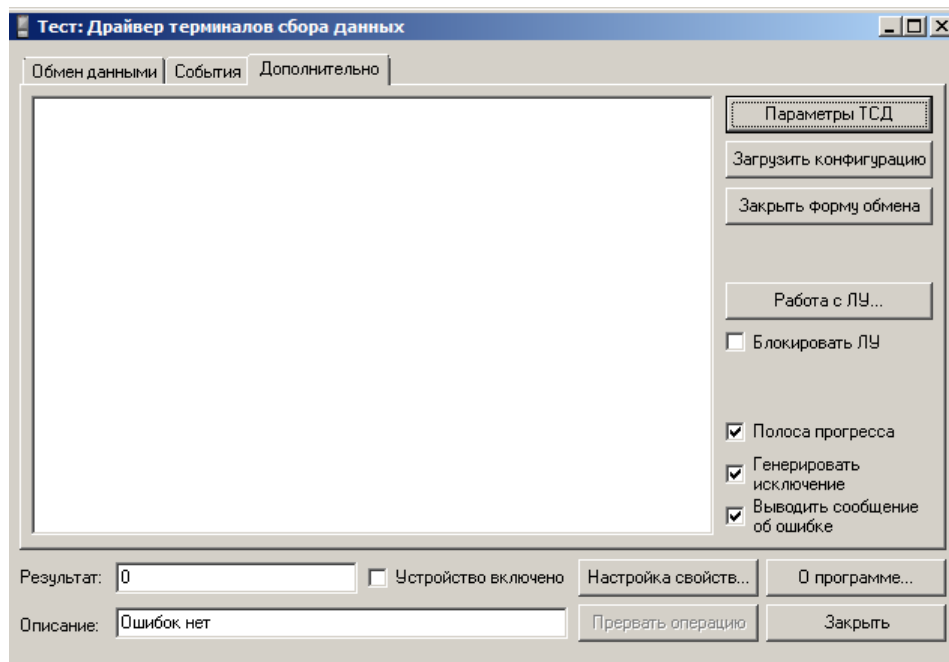 Тест: Драйвер терминалов сбора данных
Обмен данными События Дополнительно
Параметры ТСД
Загрузить конфигурацию
Закрыть форму обмена
Работа с ЛУ...
Блокировать ЛУ
Полоса прогресса
Генерировать
исключение
Выводить сообщение
об ошибке
Результат: 0 Устройство включено Настройка свойств... О программе...
Описание: Ошибок нет Прервать операцию Закрыть